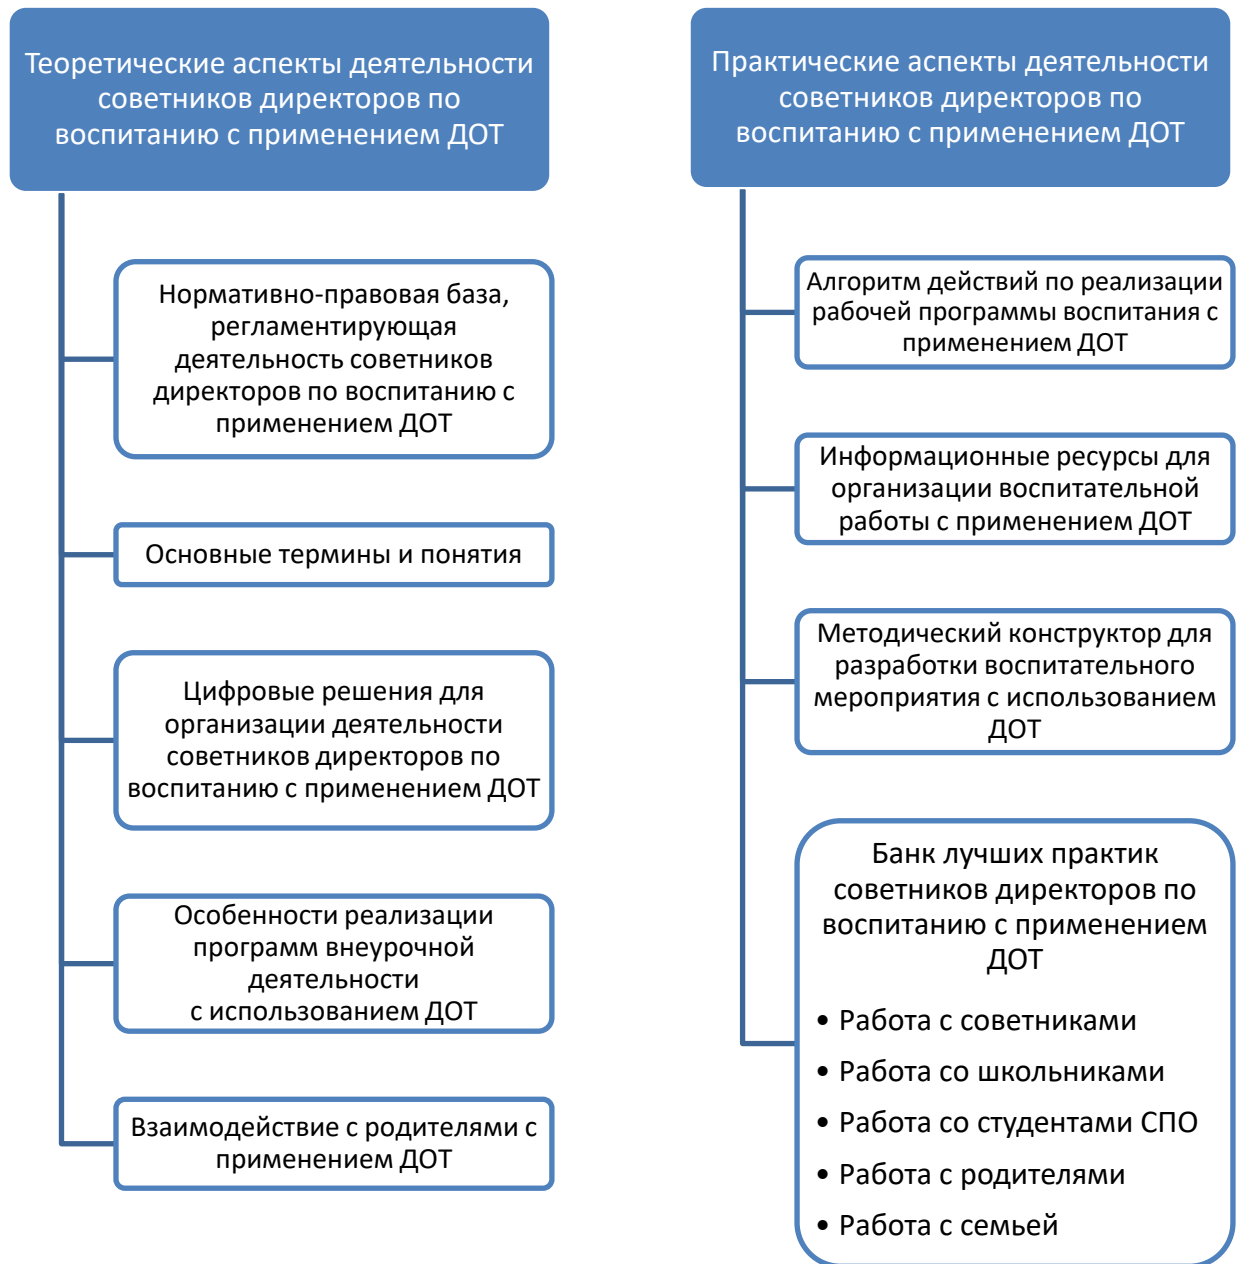 Теоретические аспекты деятельности
советников директоров по
воспитанию с применением ДОТ
Нормативно-правовая база,
регламентирующая
деятельность советников
директоров по воспитанию с
применением ДОТ
Основные термины и понятия
Цифровые решения для
организации деятельности
советников директоров по
воспитанию с применением ДОТ
Особенности реализации
программ внеурочной
деятельности
с использованием ДОТ
Взаимодействие с родителями с
применением ДОТ
Практические аспекты деятельности
советников директоров по
воспитанию с применением ДОТ
Алгоритм действий по реализации
рабочей программы воспитания с
применением ДОТ
Информационные ресурсы для
организации воспитательной
работы с применением ДОТ
Методический конструктор для
разработки воспитательного
мероприятия с использованием
ДОТ
Банк лучших практик
советников директоров по
воспитанию с применением
ДОТ
• Работа с советниками
• Работа со школьниками
• Работа со студентами СПО
• Работа с родителями
• Работа с семьей